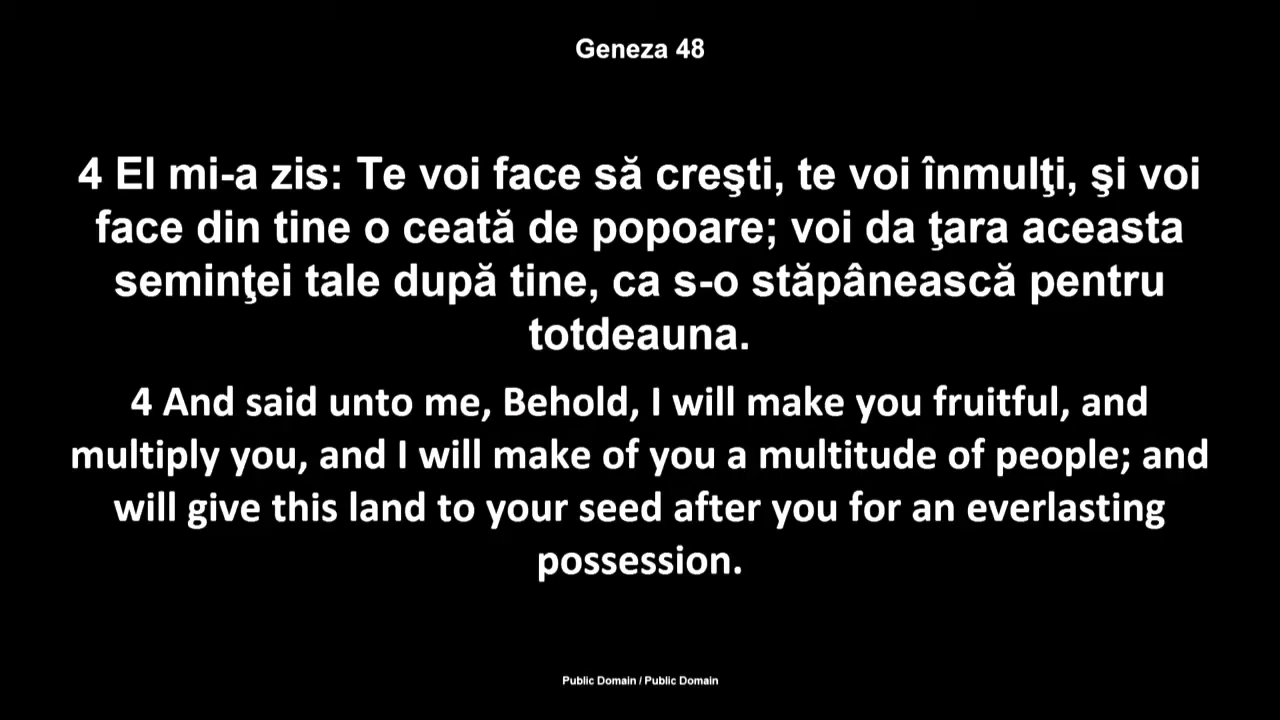 Geneza 48
4 El mi-a zis: Te voi face să creşti, te voi înmulţi, şi voi
face din tine o ceată de popoare; voi da ţara aceasta
seminţei tale după tine, ca s-o stăpânească pentru
totdeauna.
4 And said unto me, Behold, I will make you fruitful, and
multiply you, and I will make of you a multitude of people; and
will give this land to your seed after you for an everlasting
possession.
Public Domain / Public Domain